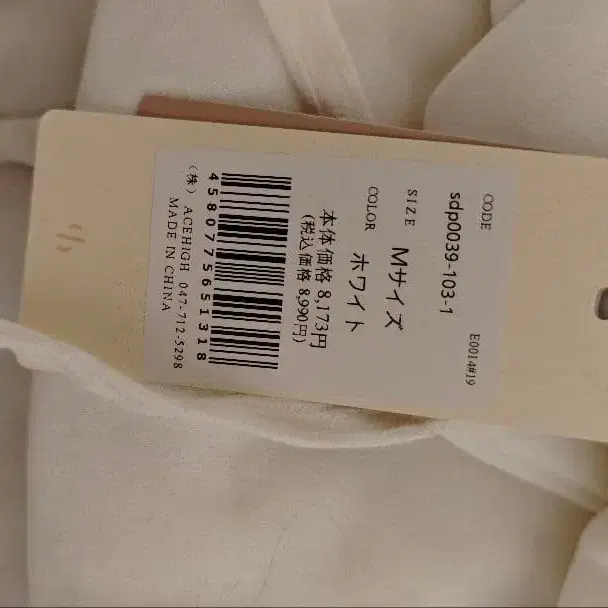 CODE
sdp0039-103-1
E0014#19
SIZE
Mサイズ
COLOR
ホワイト
本体価格 8,173円
(税込価格 8,990円)
4580775651318
(株) ACEHIGH 047-712-5298
MADE IN CHINA